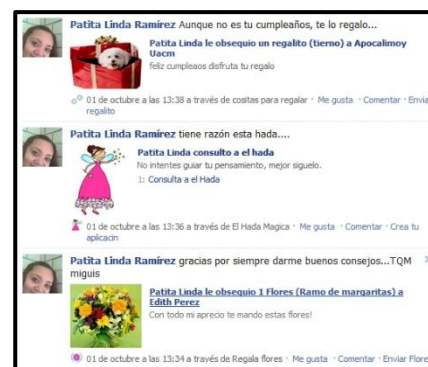 Patita Linda Ramírez Aunque no es tu cumpleaños, te lo regalo...
Patita Linda le obsequio un regalito (tierno) a Apocalimoy
Uacm
feliz cumpleaos disfruta tu regalo
01 de octubre a las 13:38 a través de cositas para regalar · Me gusta · Comentar · Envia
regalito
Patita Linda Ramírez tiene razón esta hada....
Patita Linda consulto a el hada
No intentes guiar tu pensamiento, mejor siguelo.
1: Consulta a el Hada
01 de octubre a las 13:36 a través de El Hada Magica · Me gusta · Comentar · Crea tu
aplicacin
Patita Linda Ramírez gracias por siempre darme buenos consejos...TQM
miguis
Patita Linda le obsequio 1 Flores (Ramo de margaritas) a
Edith Perez
Con todo mi aprecio te mando estas flores!
01 de octubre a las 13:34 a través de Regala flores · Me gusta · Comentar · Enviar Flore